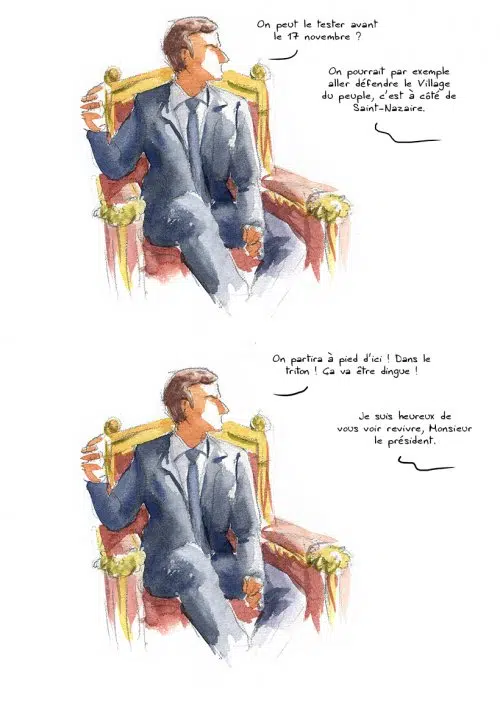 On peut le tester avant
le 17 novembre ?
On pourrait par exemple
aller défendre le Village
du peuple, c'est à côté de
Saint-Nazaire.
On partira à pied d'ici ! Dans le
triton ! Ça va être dingue !
Je suis heureux de
vous voir revivre, Monsieur
le président.